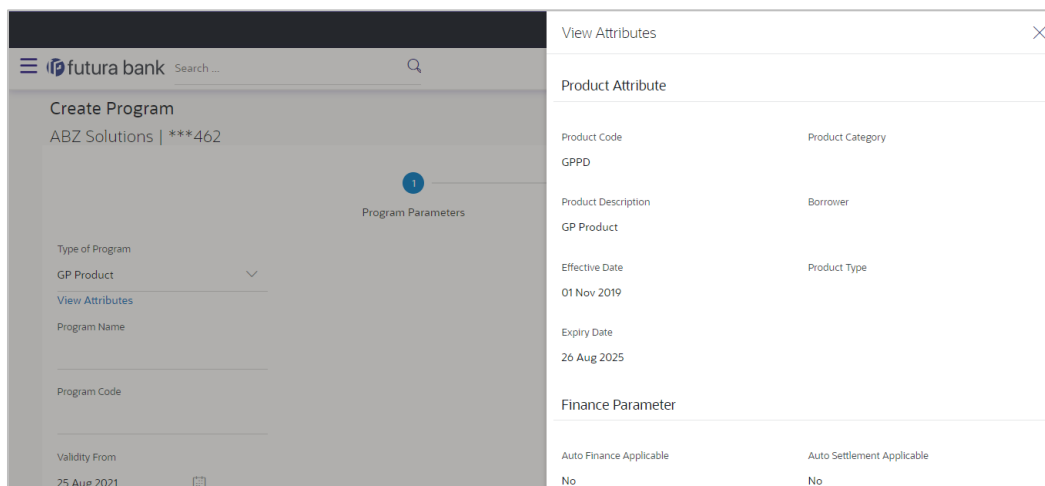 futura bank
Search ...
Create Program
ABZ Solutions | ***462
1
Program Parameters
Type of Program
GP Product
View Attributes
Program Name
Program Code
Validity From
25 Aug 2021
View Attributes
Product Attribute
Product Code
Product Category
GPPD
Product Description
Borrower
GP Product
Effective Date
Product Type
01 Nov 2019
Expiry Date
26 Aug 2025
Finance Parameter
Auto Finance Applicable
Auto Settlement Applicable
No
No